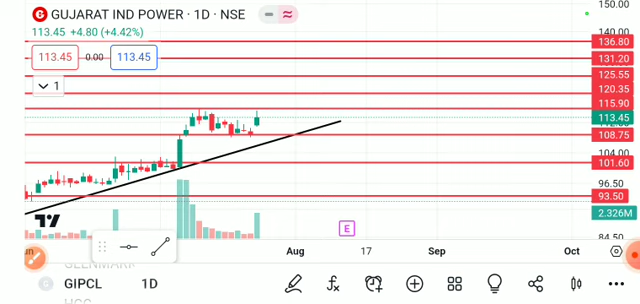 GUJARAT IND POWER · 1D · NSE
113.45 +4.80 (+4.42%)
113.45 0.00 113.45
1
150.00
136.80
131.20
125.55
120.35
115.90
113.45
108.75
104.00
101.60
96.50
93.50
2.326M
84.50
E
Aug 17 Sep Oct
GLENMARK
GIPCL 1D
HCC